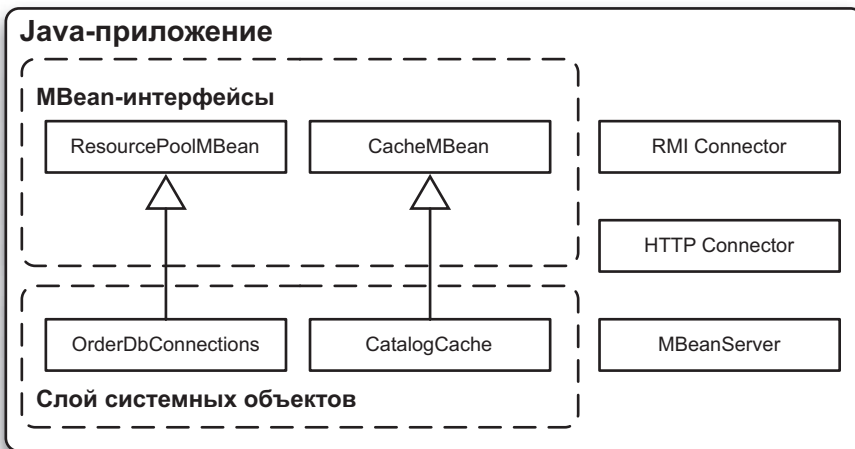 Java-приложение
MBean-интерфейсы
ResourcePoolMBean
CacheMBean
RMI Connector
HTTP Connector
OrderDbConnections
CatalogCache
MBeanServer
Слой системных объектов